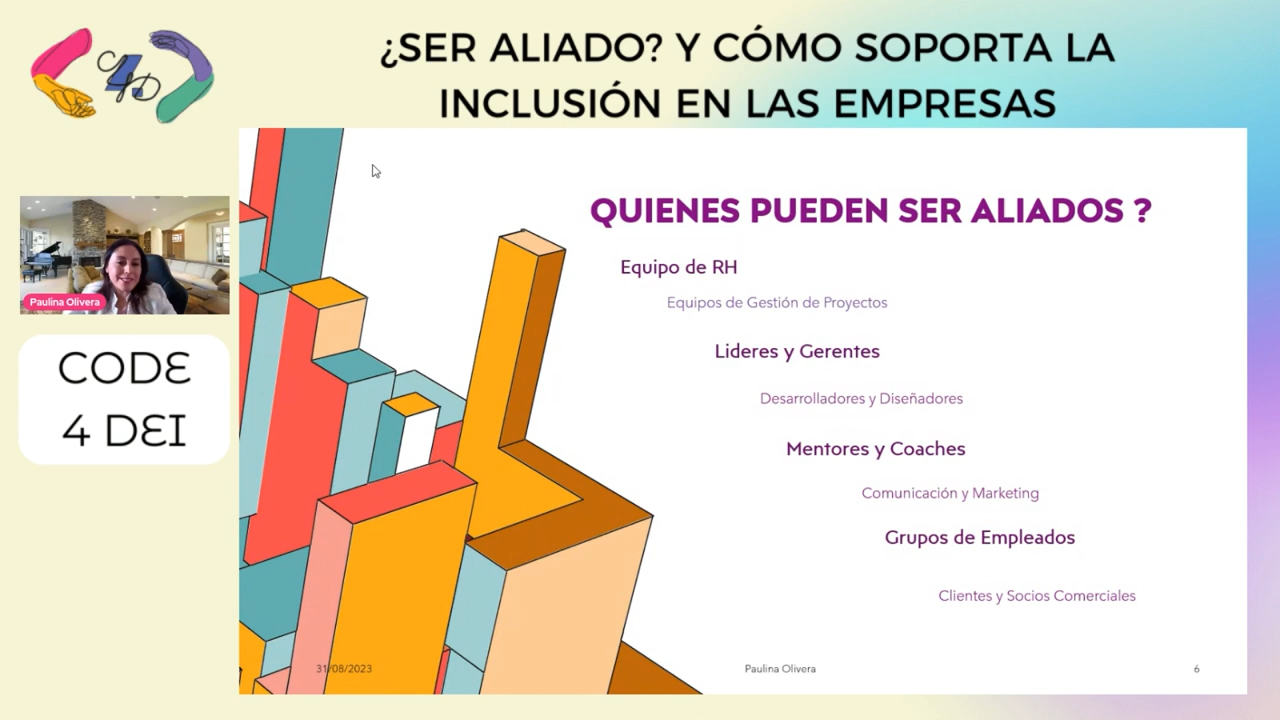 ¿SER ALIADO? Y CÓMO SOPORTA LA
INCLUSIÓN EN LAS EMPRESAS
Paulina Olivera
CODE
4 DEI
QUIENES PUEDEN SER ALIADOS ?
Equipo de RH
Equipos de Gestión de Proyectos
Lideres y Gerentes
Desarrolladores y Diseñadores
Mentores y Coaches
Comunicación y Marketing
Grupos de Empleados
Clientes y Socios Comerciales
31/08/2023
Paulina Olivera
6